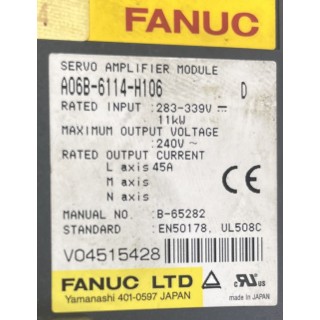 FANUC
SERVO AMPLIFIER MODULE
A06B-6114-H106 D
RATED INPUT :283-339V ⎓
11kW
MAXIMUM OUTPUT VOLTAGE
:240V ~
RATED OUTPUT CURRENT
L axis 45A
M axis
N axis
MANUAL NO. :B-65282
STANDARD :EN50178, UL508C
V04515428
CE
FANUC LTD
Yamanashi 401-0597 JAPAN
c UR us
made in JAPAN